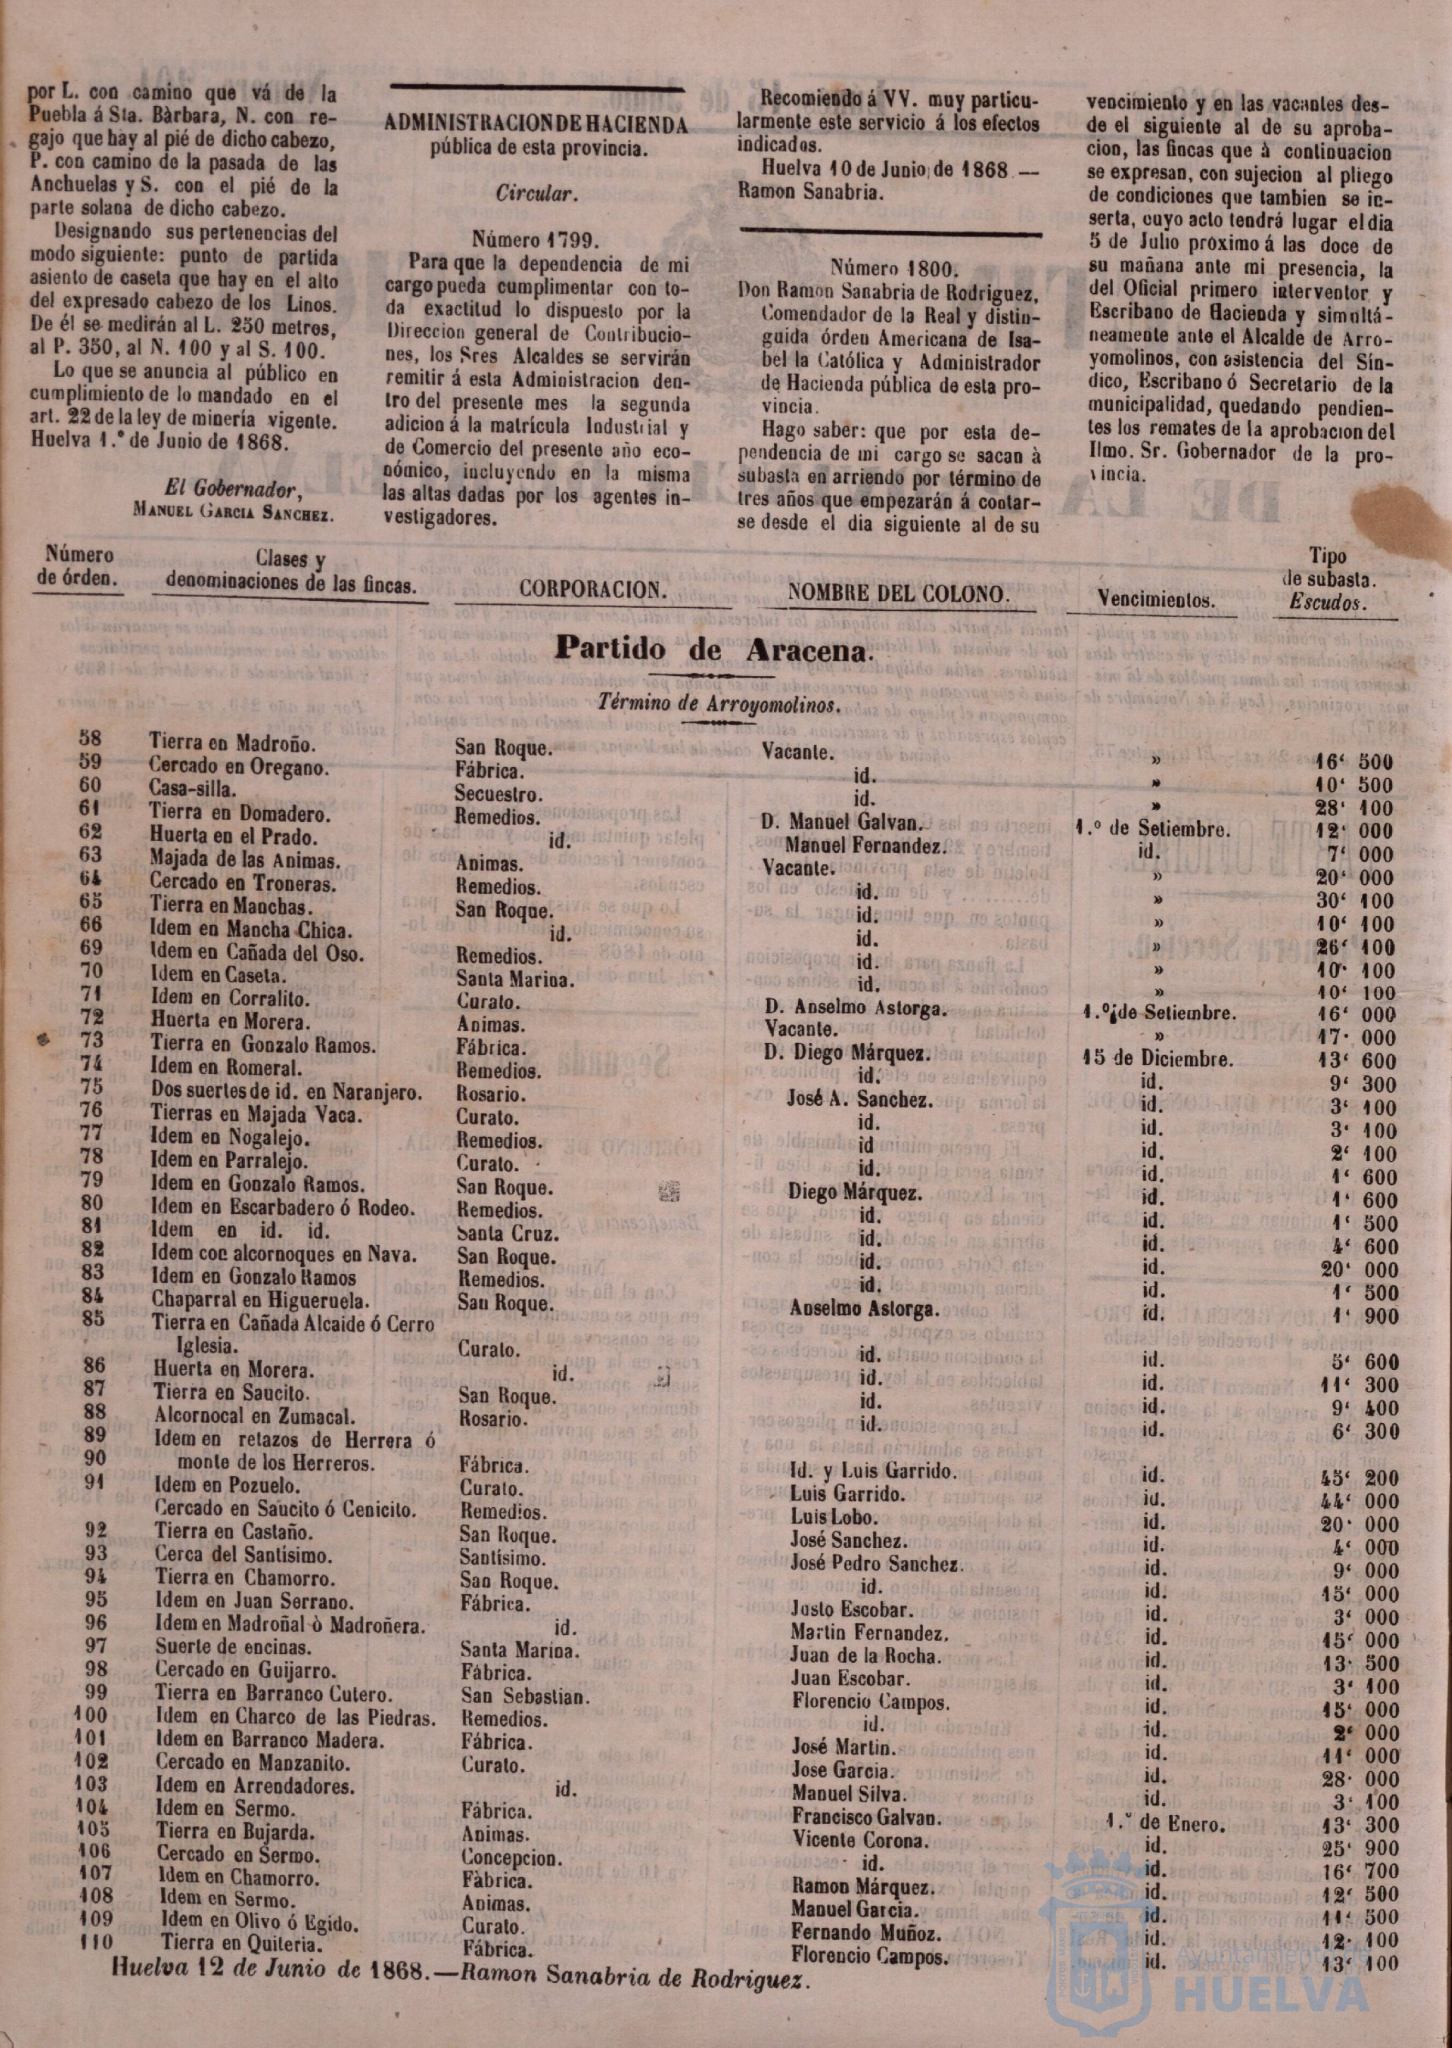 por L. con camino que vá de la
Puebla á Sta. Bàrbara, N. con re-
gajo que hay al pié de dicho cabezo,
P. con camino de la pasada de las
Anchuelas y S. con el pié de la
parte solana de dicho cabezo.
Designando sus pertenencias del
modo siguiente: punto de partida
asiento de caseta que hay en el alto
del expresado cabezo de los Linos.
De él se medirán al L. 250 metros,
al P. 350, al N. 100 y al S. 100.
Lo que se anuncia al público en
cumplimiento de lo mandado en el
art. 22 de la ley de minería vigente.
Huelva 1.º de Junio de 1868.
El Gobernador,
MANUEL GARCIA SANCHEZ.
ADMINISTRACION DE HACIENDA
pública de esta provincia.
Circular.
Número 1799.
Para que la dependencia de mi
cargo pueda cumplimentar con to-
da exactitud lo dispuesto por la
Direccion general de Contribucio-
nes, los Sres Alcaldes se servirán
remitir á esta Administracion den-
tro del presente mes la segunda
adicion á la matrícula Industrial y
de Comercio del presente año eco-
nómico, incluyendo en la misma
las altas dadas por los agentes in-
vestigadores.
Recomiendo á VV. muy particu-
larmente este servicio á los efectos
indicados.
Huelva 10 de Junio de 1868.—
Ramon Sanabria.
Número 1800.
Don Ramon Sanabria de Rodriguez,
Comendador de la Real y distin-
guida órden Americana de Isa-
bel la Católica y Administrador
de Hacienda pública de esta pro-
vincia.
Hago saber: que por esta de-
pendencia de mi cargo se sacan à
subasta en arriendo por término de
tres años que empezarán á contar-
se desde el dia siguiente al de su
vencimiento y en las vacantes des-
de el siguiente al de su aproba-
cion, las fincas que à continuacion
se expresan, con sujecion al pliego
de condiciones que tambien se in-
serta, cuyo acto tendrá lugar el dia
5 de Julio próximo á las doce de
su mañana ante mi presencia, la
del Oficial primero interventor y
Escribano de Hacienda y simultá-
neamente ante el Alcalde de Arro-
yomolinos, con asistencia del Sín-
dico, Escribano ó Secretario de la
municipalidad, quedando pendien-
tes los remates de la aprobacion del
Ilmo. Sr. Gobernador de la pro-
vincia.
Número de órden. Clases y denominaciones de las fincas. CORPORACION. NOMBRE DEL COLONO. Vencimientos. Tipo de subasta. Escudos.
Partido de Aracena.
Término de Arroyomolinos.
58 Tierra en Madroño. San Roque. Vacante. » 16‘ 500
59 Cercado en Oregano. Fábrica. id. » 10‘ 500
60 Casa-silla. Secuestro. id. » 28‘ 100
61 Tierra en Domadero. Remedios. D. Manuel Galvan. 1.º de Setiembre. 12‘ 000
62 Huerta en el Prado. id. Manuel Fernandez. id. 7‘ 000
63 Majada de las Animas. Animas. Vacante. » 20‘ 000
64 Cercado en Troneras. Remedios. id. » 30‘ 100
65 Tierra en Manchas. San Roque. id. » 10‘ 100
66 Idem en Mancha Chica. id. id. » 26‘ 100
69 Idem en Cañada del Oso. Remedios. id. » 10‘ 100
70 Idem en Caseta. Santa Marina. id. » 10‘ 100
71 Idem en Corralito. Curato. D. Anselmo Astorga. 1.º de Setiembre. 16‘ 000
72 Huerta en Morera. Animas. Vacante. » 17‘ 000
73 Tierra en Gonzalo Ramos. Fábrica. D. Diego Márquez. 15 de Diciembre. 13‘ 600
74 Idem en Romeral. Remedios. id. id. 9‘ 300
75 Dos suertes de id. en Naranjero. Rosario. José A. Sanchez. id. 3‘ 100
76 Tierras en Majada Vaca. Curato. id. id. 3‘ 100
77 Idem en Nogalejo. Remedios. id id. 2‘ 100
78 Idem en Parralejo. Curato. id. id. 1‘ 600
79 Idem en Gonzalo Ramos. San Roque. Diego Márquez. id. 1‘ 600
80 Idem en Escarbadero ó Rodeo. Remedios. id. id. 1‘ 500
81 Idem en id. id. Santa Cruz. id. id. 4‘ 600
82 Idem con alcornoques en Nava. San Roque. id. id. 20‘ 000
83 Idem en Gonzalo Ramos Remedios. id. id. 1‘ 500
84 Chaparral en Higueruela. San Roque. Anselmo Astorga. id. 1‘ 900
85 Tierra en Cañada Alcaide ó Cerro
Iglesia. Curato. id. id. 5‘ 600
86 Huerta en Morera. id. id. id. 11‘ 300
87 Tierra en Saucito. San Roque. id. id. 9‘ 400
88 Alcornocal en Zumacal. Rosario. id. id. 6‘ 300
89 Idem en retazos de Herrera ó
90 monte de los Herreros. Fábrica. Id. y Luis Garrido. id. 45‘ 200
91 Idem en Pozuelo. Curato. Luis Garrido. id. 44‘ 000
Cercado en Saucito ó Cenicito. Remedios. Luis Lobo. id. 20‘ 000
92 Tierra en Castaño. San Roque. José Sanchez. id. 4‘ 000
93 Cerca del Santísimo. Santísimo. José Pedro Sanchez. id. 9‘ 000
94 Tierra en Chamorro. San Roque. id. id. 15‘ 000
95 Idem en Juan Serrano. Fábrica. Justo Escobar. id. 3‘ 000
96 Idem en Madroñal ò Madroñera. id. Martin Fernandez. id. 15‘ 000
97 Suerte de encinas. Santa Marina. Juan de la Rocha. id. 13‘ 500
98 Cercado en Guijarro. Fábrica. Juan Escobar. id. 3‘ 100
99 Tierra en Barranco Cutero. San Sebastian. Florencio Campos. id. 15‘ 000
100 Idem en Charco de las Piedras. Remedios. id. id. 2‘ 000
101 Idem en Barranco Madera. Fábrica. José Martin. id. 11‘ 000
102 Cercado en Manzanito. Curato. Jose Garcia. id. 28‘ 000
103 Idem en Arrendadores. id. Manuel Silva. id. 3‘ 100
104 Idem en Sermo. Fábrica. Francisco Galvan. 1.º de Enero. 13‘ 300
105 Tierra en Bujarda. Animas. Vicente Corona. id. 25‘ 900
106 Cercado en Sermo. Concepcion. id. id. 16‘ 700
107 Idem en Chamorro. Fàbrica. Ramon Márquez. id. 12‘ 500
108 Idem en Sermo. Animas. Manuel Garcia. id. 11‘ 500
109 Idem en Olivo ó Egido. Curato. Fernando Muñoz. id. 12‘ 100
110 Tierra en Quiteria. Fábrica. Florencio Campos. id. 13‘ 100
Huelva 12 de Junio de 1868.—Ramon Sanabria de Rodriguez.
Ayuntamiento de
HUELVA